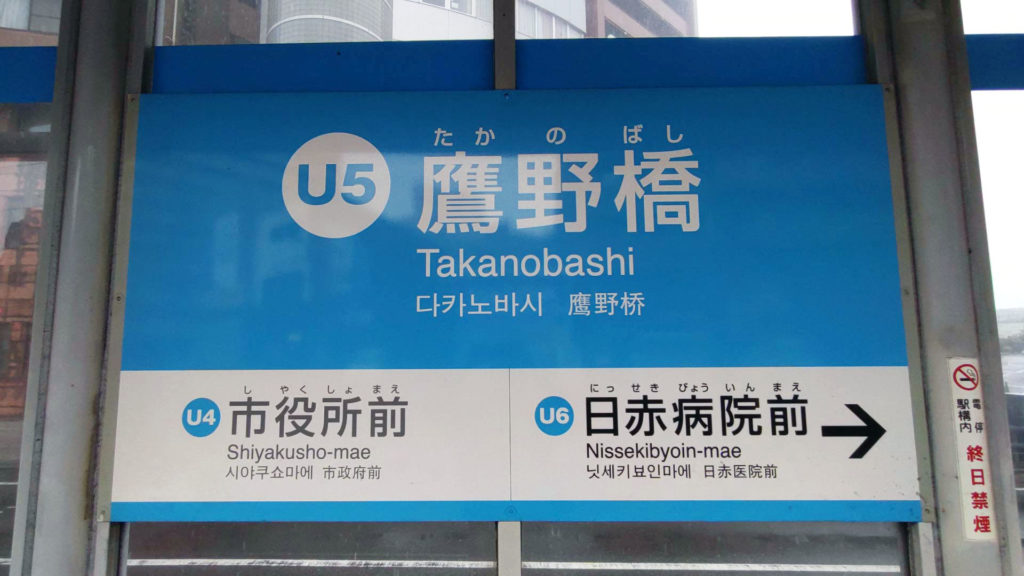 たかのばし
U5 鷹野橋
Takanobashi
다카노바시 鹰野桥
しやくしょまえ
U4 市役所前
Shiyakusho-mae
시야쿠쇼마에 市政府前
にっせきびょういんまえ
U6 日赤病院前
Nissekibyoin-mae
닛세키뵤인마에 日赤医院前
電停
駅構内
終日禁煙